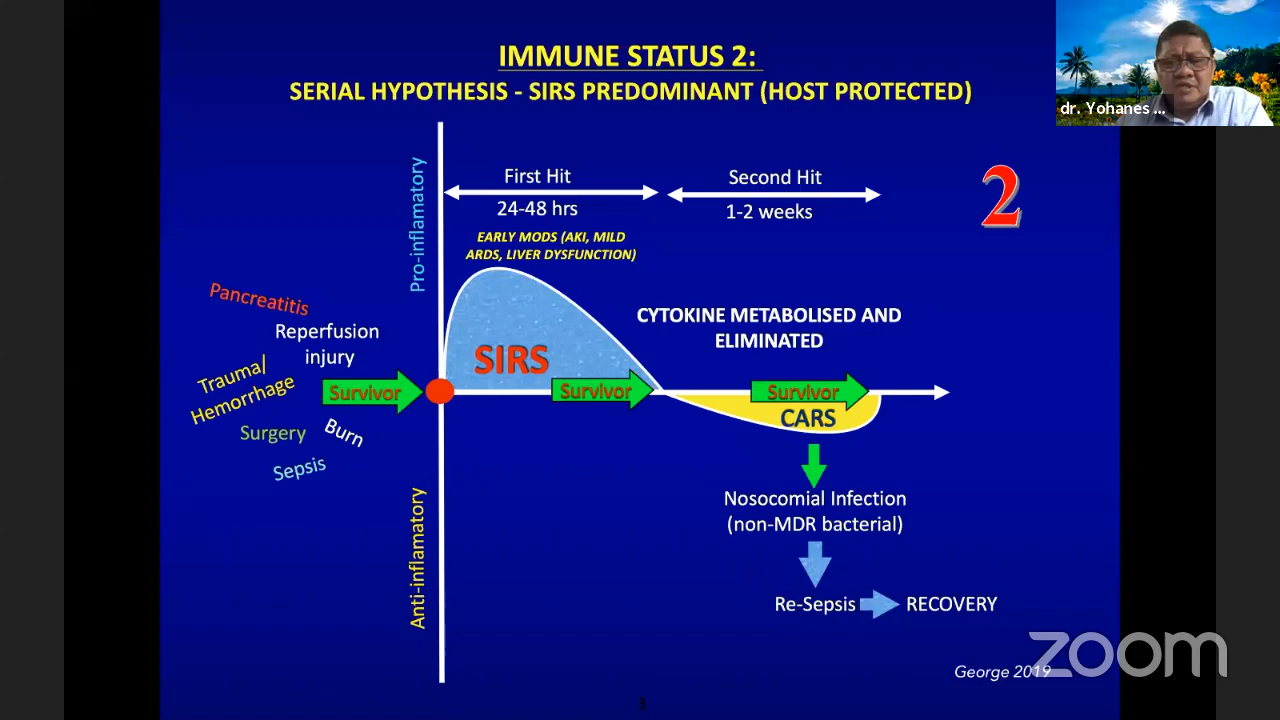 IMMUNE STATUS 2:
SERIAL HYPOTHESIS - SIRS PREDOMINANT (HOST PROTECTED)
dr. Yohanes ...
Pro-inflamatory
First Hit
24-48 hrs
Second Hit
1-2 weeks
2
EARLY MODS (AKI, MILD
ARDS, LIVER DYSFUNCTION)
Pancreatitis
Reperfusion
injury
Trauma/
Hemorrhage
Surgery
Burn
Sepsis
Survivor
SIRS
Survivor
CYTOKINE METABOLISED AND
ELIMINATED
Survivor
CARS
Anti-inflamatory
Nosocomial Infection
(non-MDR bacterial)
Re-Sepsis
RECOVERY
George 2019
zoom
3